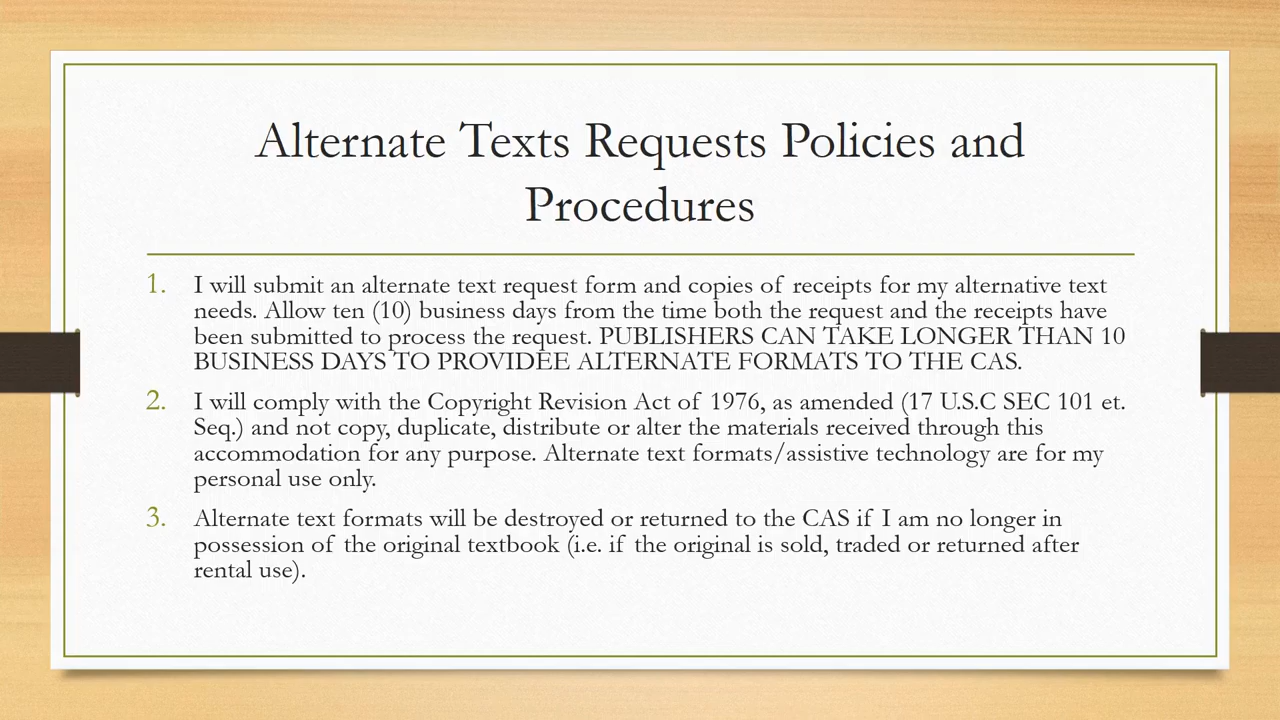 Alternate Texts Requests Policies and
Procedures
1. I will submit an alternate text request form and copies of receipts for my alternative text
needs. Allow ten (10) business days from the time both the request and the receipts have
been submitted to process the request. PUBLISHERS CAN TAKE LONGER THAN 10
BUSINESS DAYS TO PROVIDEE ALTERNATE FORMATS TO THE CAS.
2. I will comply with the Copyright Revision Act of 1976, as amended (17 U.S.C SEC 101 et.
Seq.) and not copy, duplicate, distribute or alter the materials received through this
accommodation for any purpose. Alternate text formats/assistive technology are for my
personal use only.
3. Alternate text formats will be destroyed or returned to the CAS if I am no longer in
possession of the original textbook (i.e. if the original is sold, traded or returned after
rental use).